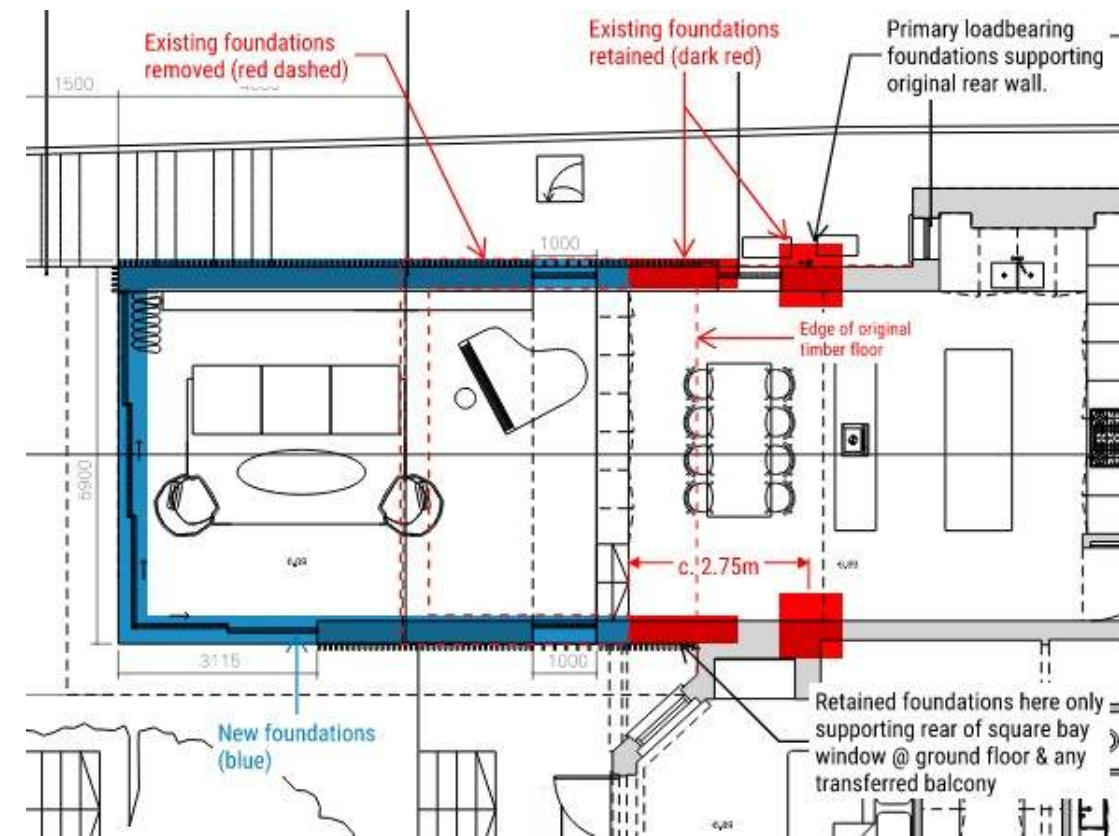 Existing foundations
removed (red dashed)
Existing foundations
retained (dark red)
Primary loadbearing
foundations supporting
original rear wall.
1500
1000
Edge of original
timber floor
6900
c. 2.75m
3115
1000
New foundations
(blue)
Retained foundations here only
supporting rear of square bay
window @ ground floor & any
transferred balcony